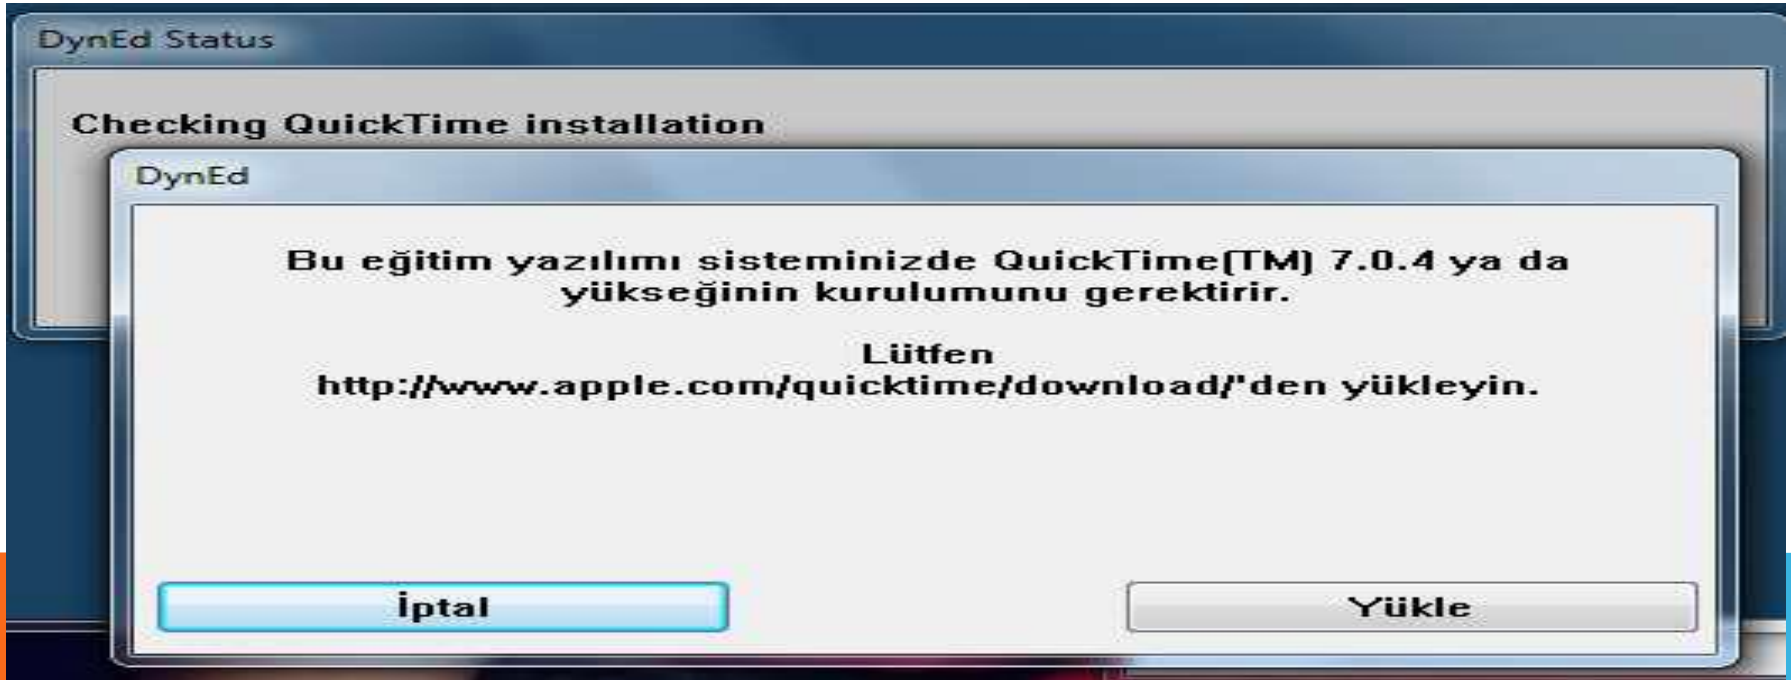 DynEd Status
Checking QuickTime installation
DynEd
Bu eğitim yazılımı sisteminizde QuickTime(TM) 7.0.4 ya da
yükseğinin kurulumunu gerektirir.
Lütfen
http://www.apple.com/quicktime/download/'den yükleyin.
İptal
Yükle